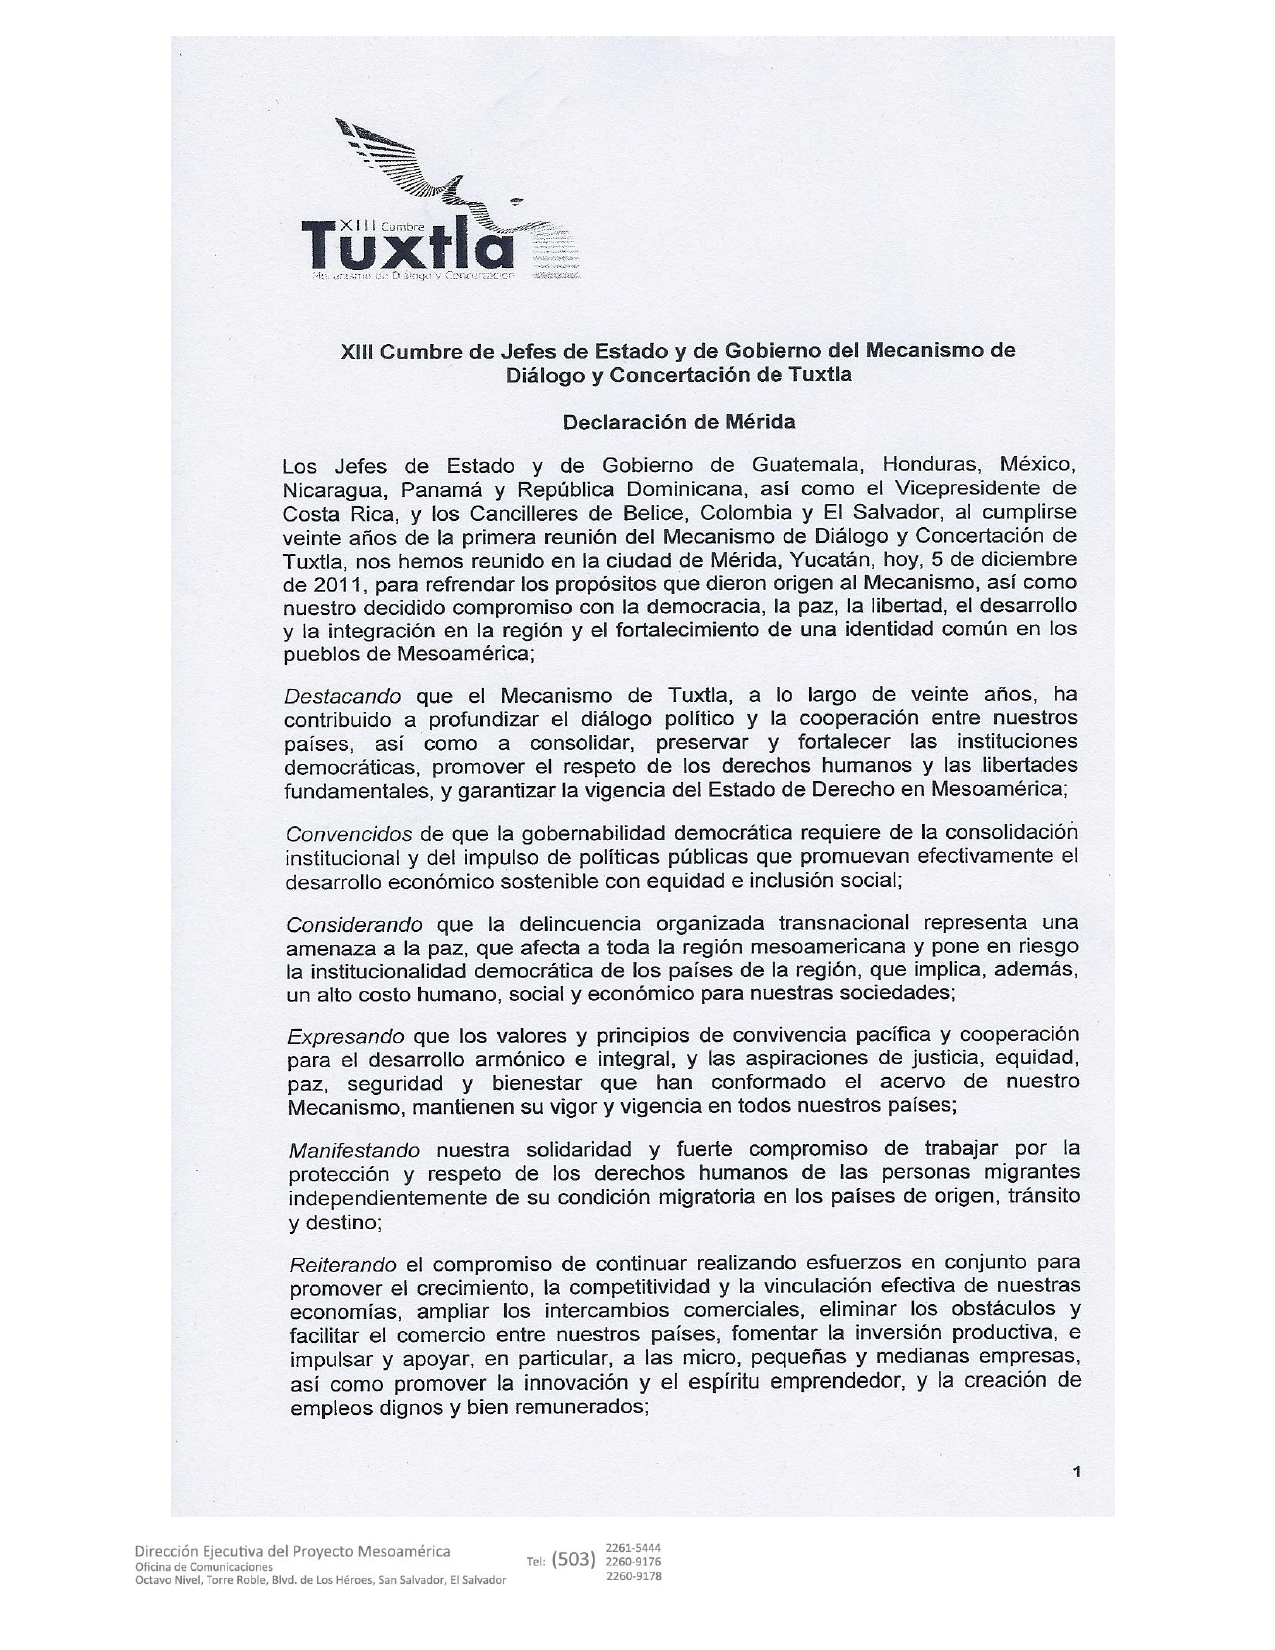 XIII Cumbre
Tuxtla
Mecanismo de Diálogo y Concertación
XIII Cumbre de Jefes de Estado y de Gobierno del Mecanismo de
Diálogo y Concertación de Tuxtla
Declaración de Mérida
Los Jefes de Estado y de Gobierno de Guatemala, Honduras, México,
Nicaragua, Panamá y República Dominicana, así como el Vicepresidente de
Costa Rica, y los Cancilleres de Belice, Colombia y El Salvador, al cumplirse
veinte años de la primera reunión del Mecanismo de Diálogo y Concertación de
Tuxtla, nos hemos reunido en la ciudad de Mérida, Yucatán, hoy, 5 de diciembre
de 2011, para refrendar los propósitos que dieron origen al Mecanismo, así como
nuestro decidido compromiso con la democracia, la paz, la libertad, el desarrollo
y la integración en la región y el fortalecimiento de una identidad común en los
pueblos de Mesoamérica;
Destacando que el Mecanismo de Tuxtla, a lo largo de veinte años, ha
contribuido a profundizar el diálogo político y la cooperación entre nuestros
países, así como a consolidar, preservar y fortalecer las instituciones
democráticas, promover el respeto de los derechos humanos y las libertades
fundamentales, y garantizar la vigencia del Estado de Derecho en Mesoamérica;
Convencidos de que la gobernabilidad democrática requiere de la consolidación
institucional y del impulso de políticas públicas que promuevan efectivamente el
desarrollo económico sostenible con equidad e inclusión social;
Considerando que la delincuencia organizada transnacional representa una
amenaza a la paz, que afecta a toda la región mesoamericana y pone en riesgo
la institucionalidad democrática de los países de la región, que implica, además,
un alto costo humano, social y económico para nuestras sociedades;
Expresando que los valores y principios de convivencia pacífica y cooperación
para el desarrollo armónico e integral, y las aspiraciones de justicia, equidad,
paz, seguridad y bienestar que han conformado el acervo de nuestro
Mecanismo, mantienen su vigor y vigencia en todos nuestros países;
Manifestando nuestra solidaridad y fuerte compromiso de trabajar por la
protección y respeto de los derechos humanos de las personas migrantes
independientemente de su condición migratoria en los países de origen, tránsito
y destino;
Reiterando el compromiso de continuar realizando esfuerzos en conjunto para
promover el crecimiento, la competitividad y la vinculación efectiva de nuestras
economías, ampliar los intercambios comerciales, eliminar los obstáculos y
facilitar el comercio entre nuestros países, fomentar la inversión productiva, e
impulsar y apoyar, en particular, a las micro, pequeñas y medianas empresas,
así como promover la innovación y el espíritu emprendedor, y la creación de
empleos dignos y bien remunerados;
1
Dirección Ejecutiva del Proyecto Mesoamérica
Oficina de Comunicaciones
Octavo Nivel, Torre Roble, Blvd. de Los Héroes, San Salvador, El Salvador
Tel: (503)
2261-5444
2260-9176
2260-9178